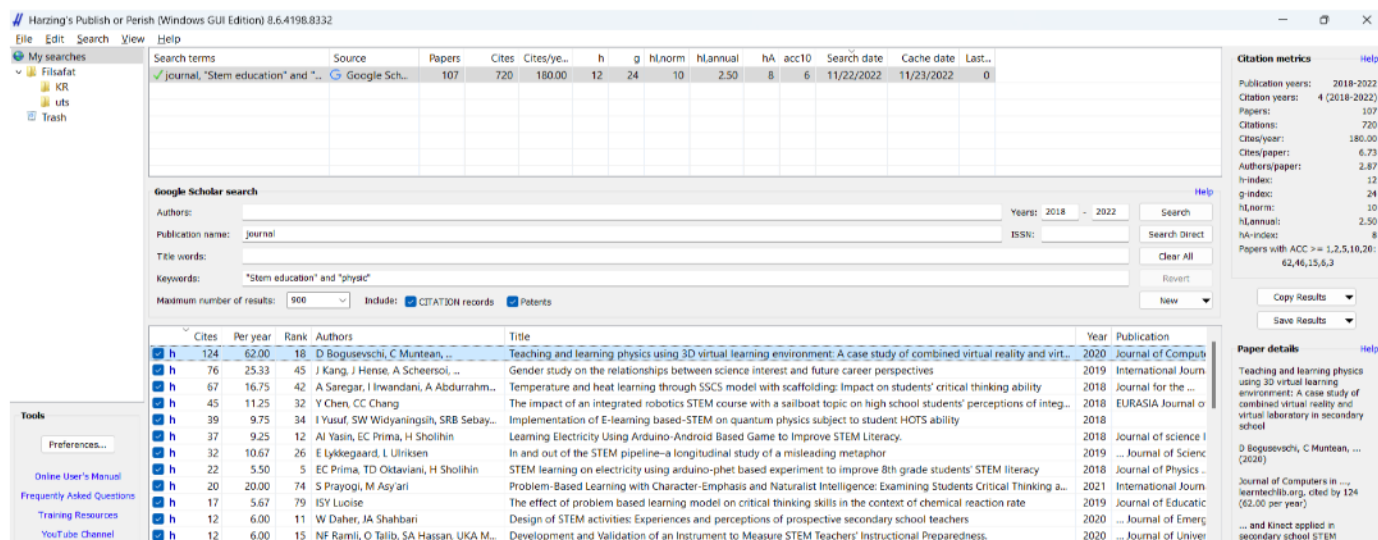 Harzing's Publish or Perish (Windows GUI Edition) 8.6.4198.8332
File Edit Search View Help
My searches
Filsafat
KR
uts
Trash
Search terms Source Papers Cites Cites/ye... h g hI,norm hI,annual hA acc10 Search date Cache date Last...
journal, "Stem education" and "... Google Sch... 107 720 180.00 12 24 10 2.50 8 6 11/22/2022 11/23/2022 0
Google Scholar search Help
Authors: Years: 2018 - 2022 Search
Publication name: journal ISSN: Search Direct
Title words: Clear All
Keywords: "Stem education" and "physic" Revert
Maximum number of results: 900 Include: CITATION records Patents New
Cites Per year Rank Authors Title Year Publication
h 124 62.00 18 D Bogusevschi, C Muntean, ... Teaching and learning physics using 3D virtual learning environment: A case study of combined virtual reality and virt... 2020 Journal of Compute
h 76 25.33 45 J Kang, J Hense, A Scheersoi, ... Gender study on the relationships between science interest and future career perspectives 2019 International Journ
h 67 16.75 42 A Saregar, I Irwandani, A Abdurrahm... Temperature and heat learning through SSCS model with scaffolding: Impact on students' critical thinking ability 2018 Journal for the ...
h 45 11.25 32 Y Chen, CC Chang The impact of an integrated robotics STEM course with a sailboat topic on high school students' perceptions of integ... 2018 EURASIA Journal o
h 39 9.75 34 I Yusuf, SW Widyaningsih, SRB Sebay... Implementation of E-learning based-STEM on quantum physics subject to student HOTS ability 2018
h 37 9.25 12 AI Yasin, EC Prima, H Sholihin Learning Electricity Using Arduino-Android Based Game to Improve STEM Literacy. 2018 Journal of science l
h 32 10.67 26 E Lykkegaard, L Ulriksen In and out of the STEM pipeline–a longitudinal study of a misleading metaphor 2019 ... Journal of Scienc
h 22 5.50 5 EC Prima, TD Oktaviani, H Sholihin STEM learning on electricity using arduino-phet based experiment to improve 8th grade students' STEM literacy 2018 Journal of Physics .
h 20 20.00 74 S Prayogi, M Asy'ari Problem-Based Learning with Character-Emphasis and Naturalist Intelligence: Examining Students Critical Thinking a... 2021 International Journ
h 17 5.67 79 ISY Luoise The effect of problem based learning model on critical thinking skills in the context of chemical reaction rate 2019 Journal of Educatic
h 12 6.00 11 W Daher, JA Shahbari Design of STEM activities: Experiences and perceptions of prospective secondary school teachers 2020 ... Journal of Emerg
h 12 6.00 15 NF Ramli, O Talib, SA Hassan, UKA M... Development and Validation of an Instrument to Measure STEM Teachers' Instructional Preparedness. 2020 ... Journal of Univer
Tools
Preferences...
Online User's Manual
Frequently Asked Questions
Training Resources
YouTube Channel
Citation metrics Help
Publication years: 2018-2022
Citation years: 4 (2018-2022)
Papers: 107
Citations: 720
Cites/year: 180.00
Cites/paper: 6.73
Authors/paper: 2.87
h-index: 12
g-index: 24
hI,norm: 10
hI,annual: 2.50
hA-index: 8
Papers with ACC >= 1,2,5,10,20:
62,46,15,6,3
Copy Results
Save Results
Paper details Help
Teaching and learning physics
using 3D virtual learning
environment: A case study of
combined virtual reality and
virtual laboratory in secondary
school
D Bogusevschi, C Muntean, ...
(2020)
Journal of Computers in ...,
learntechlib.org, cited by 124
(62.00 per year)
... and Kinect applied in
secondary school STEM